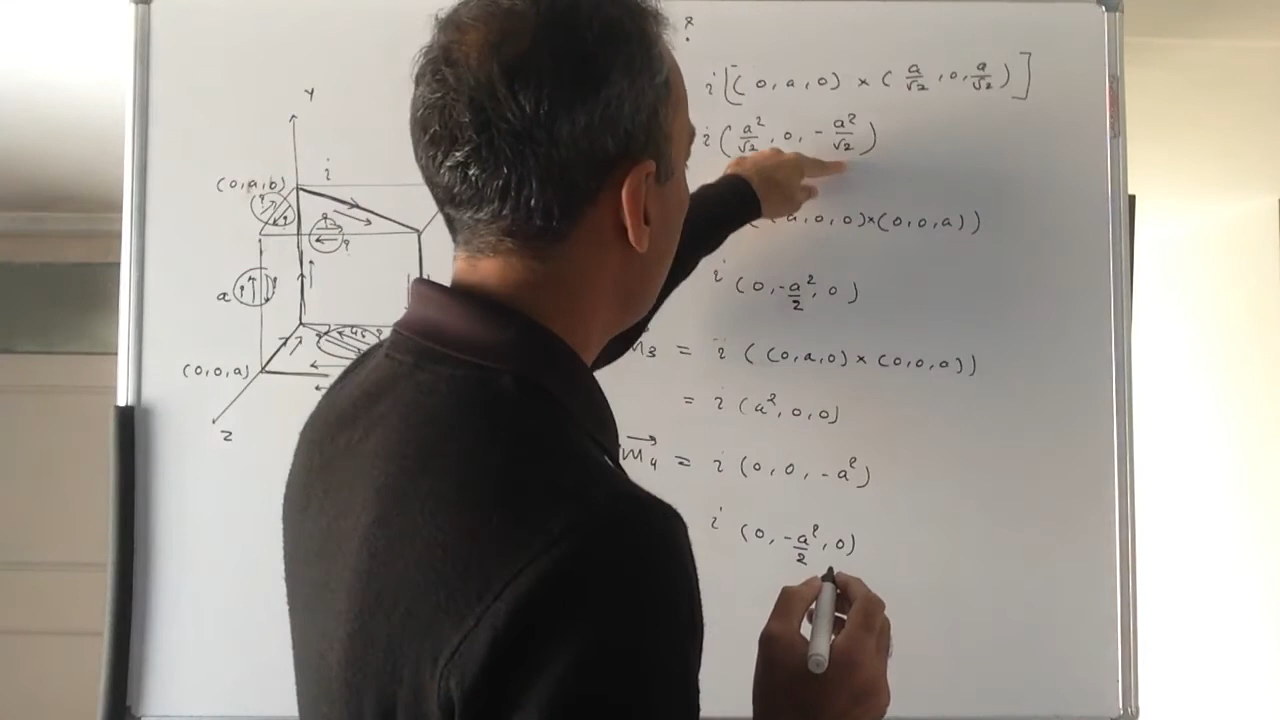 y
i
(0,a,0)
a
(0,0,a)
z
i [(0,a,0) × (a/√2, 0, a/√2)]
i (a²/√2, 0, -a²/√2)
a,0,0)×(0,0,a))
i (0, -a²/2, 0)
m₃ = i ((0,a,0)×(0,0,a))
= i (a², 0, 0)
m₄ = i (0, 0, -a²)
i (0, -a²/2, 0)